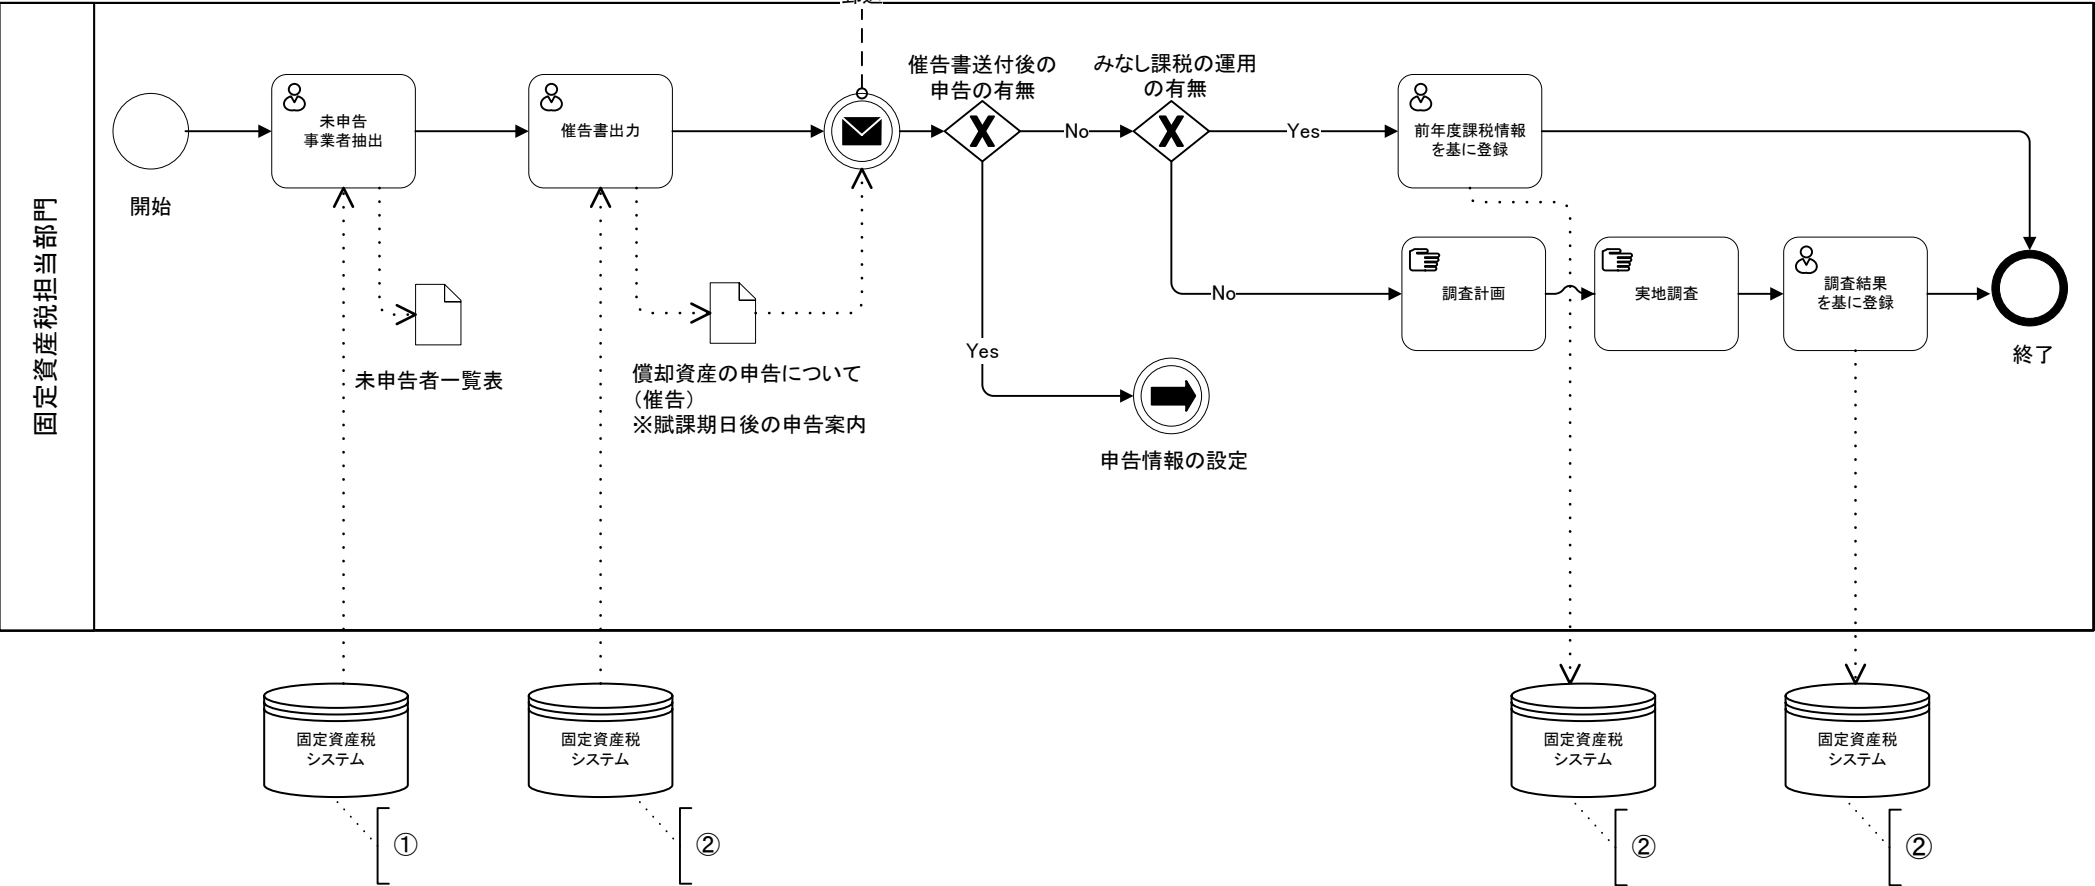 固定資産税担当部門
開始
未申告
事業者抽出
未申告者一覧表
催告書出力
償却資産の申告について
（催告）
※賦課期日後の申告案内
催告書送付後の
申告の有無
No
Yes
申告情報の設定
みなし課税の運用
の有無
Yes
No
前年度課税情報
を基に登録
調査計画
実地調査
調査結果
を基に登録
終了
固定資産税
システム
①
固定資産税
システム
②
固定資産税
システム
②
固定資産税
システム
②